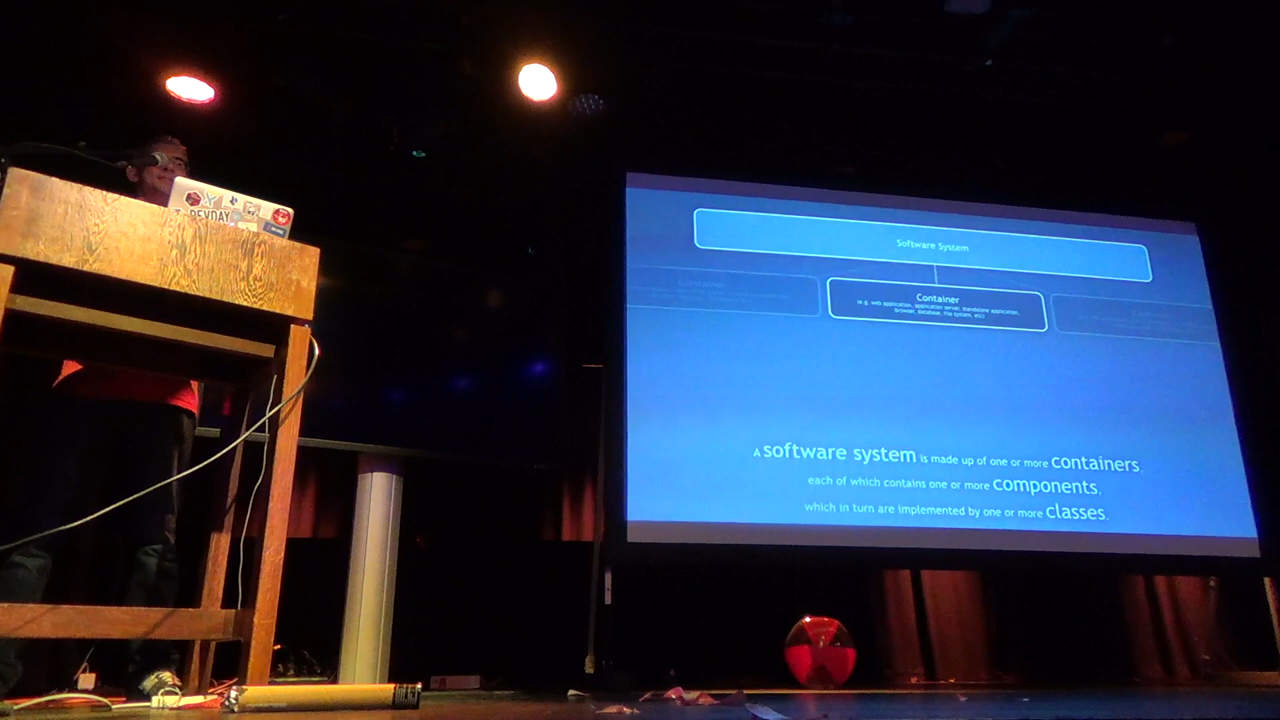 DEVDAY
Software System
Container
Container
(e.g. web application, application server, standalone application,
browser, database, file system, etc)
A software system is made up of one or more containers,
each of which contains one or more components,
which in turn are implemented by one or more classes.